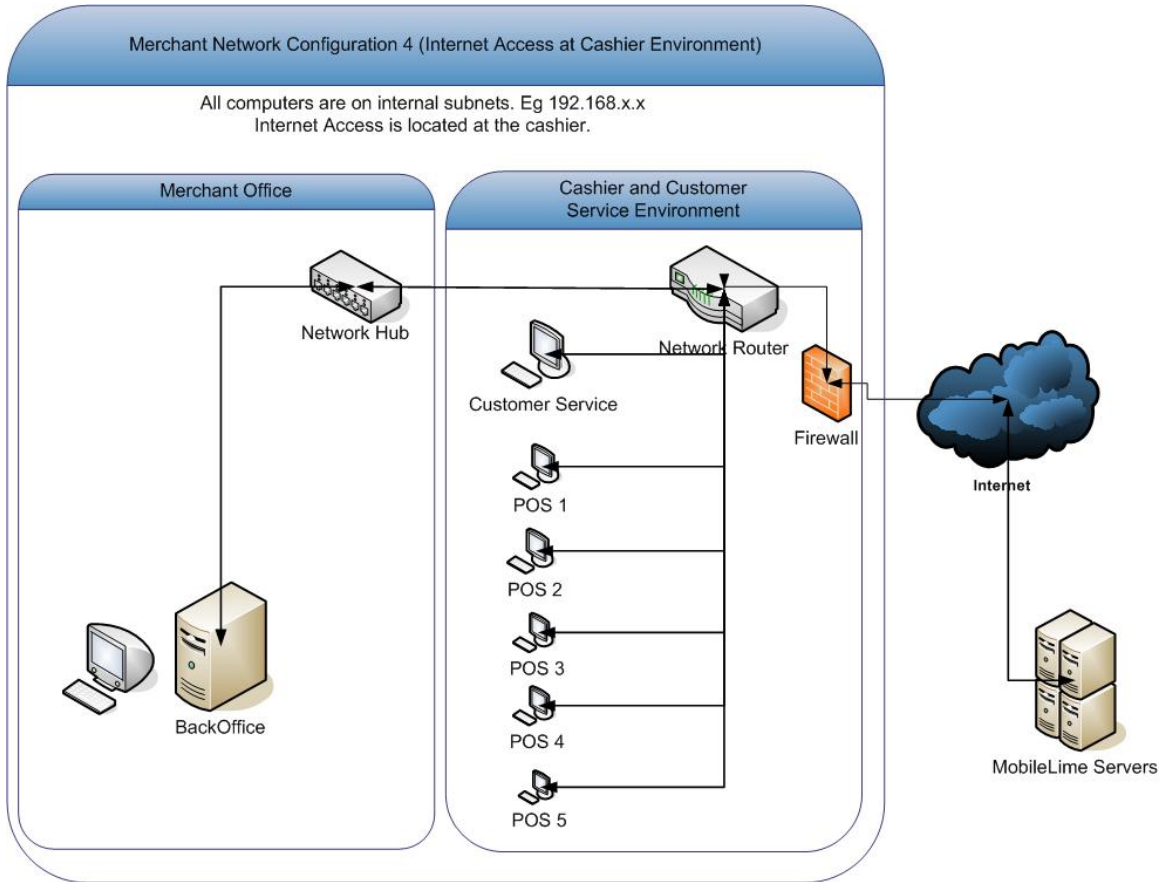 Merchant Network Configuration 4 (Internet Access at Cashier Environment)
All computers are on internal subnets. Eg 192.168.x.x
Internet Access is located at the cashier.
Merchant Office
Cashier and Customer
Service Environment
Network Hub
Network Router
Customer Service
Firewall
Internet
POS 1
POS 2
POS 3
POS 4
POS 5
BackOffice
MobileLime Servers